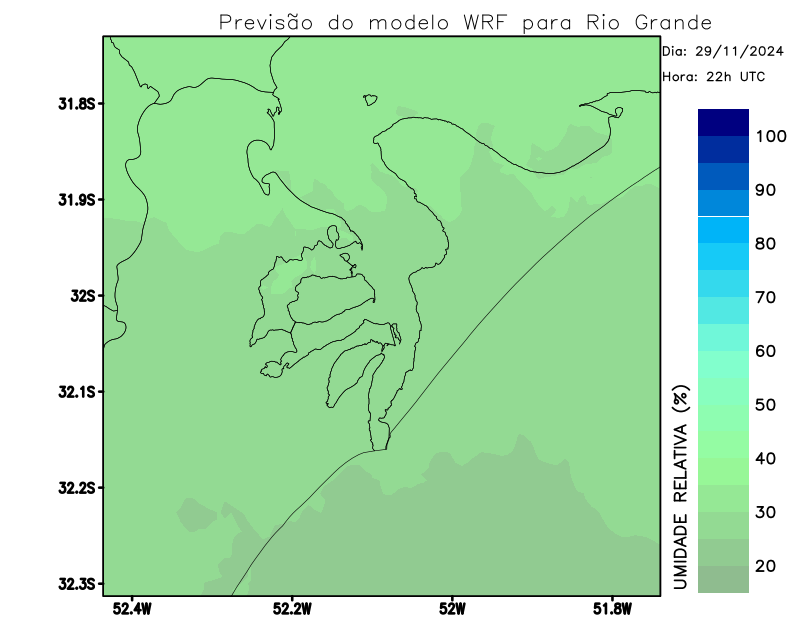 Previsão do modelo WRF para Rio Grande
Dia: 29/11/2024
Hora: 22h UTC
31.8S
31.9S
32S
32.1S
32.2S
32.3S
52.4W
52.2W
52W
51.8W
UMIDADE RELATIVA (%)
100
90
80
70
60
50
40
30
20